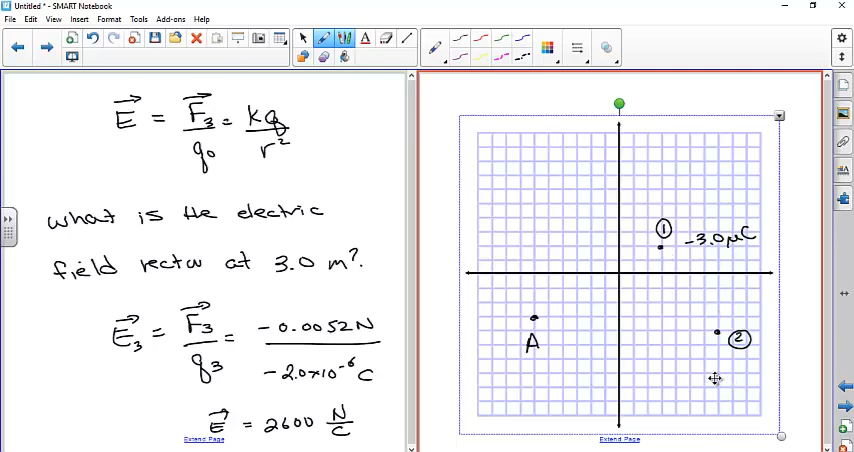 Untitled * - SMART Notebook
File Edit View Insert Format Tools Add-ons Help
E = F3 / q0 = kq / r²
what is the electric
field vector at 3.0 m?
E3 = F3 / q3 = -0.0052N / -2.0×10⁻⁶ C
E = 2600 N/C
Extend Page
1
-3.0μC
A
2
Extend Page